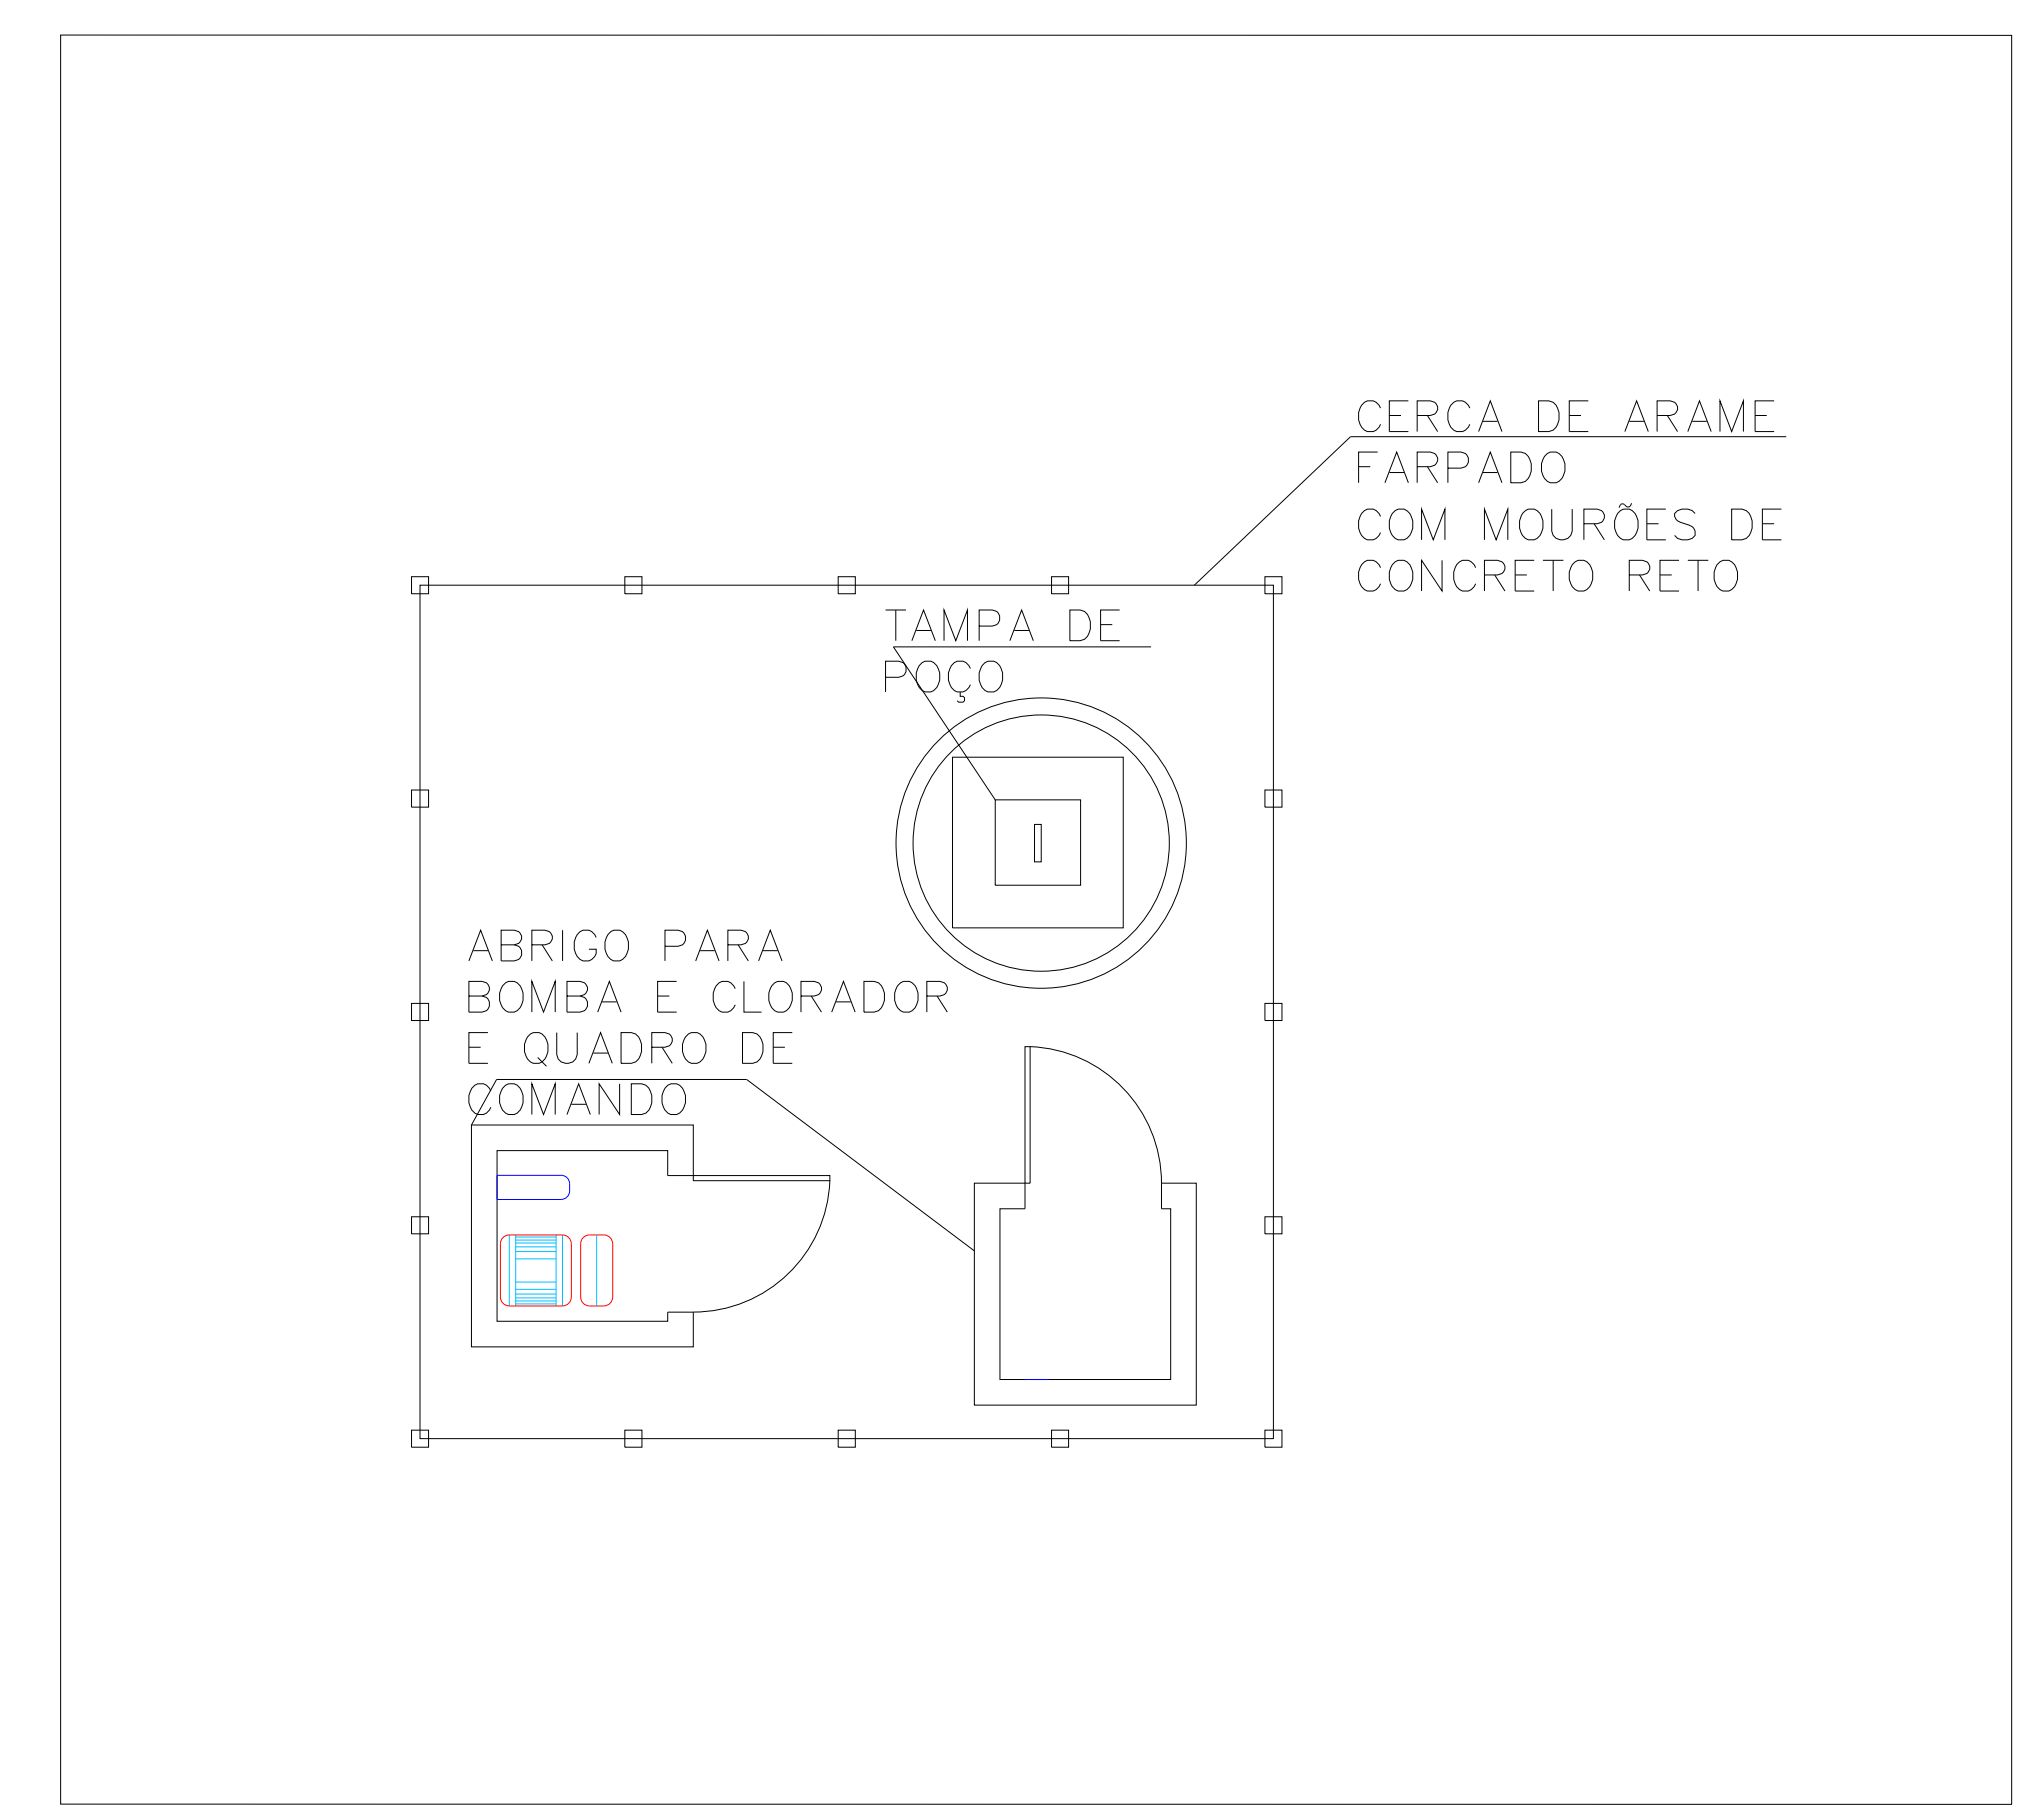 CERCA DE ARAME
FARPADO
COM MOURÕES DE
CONCRETO RETO
TAMPA DE
POÇO
ABRIGO PARA
BOMBA E CLORADOR
E QUADRO DE
COMANDO